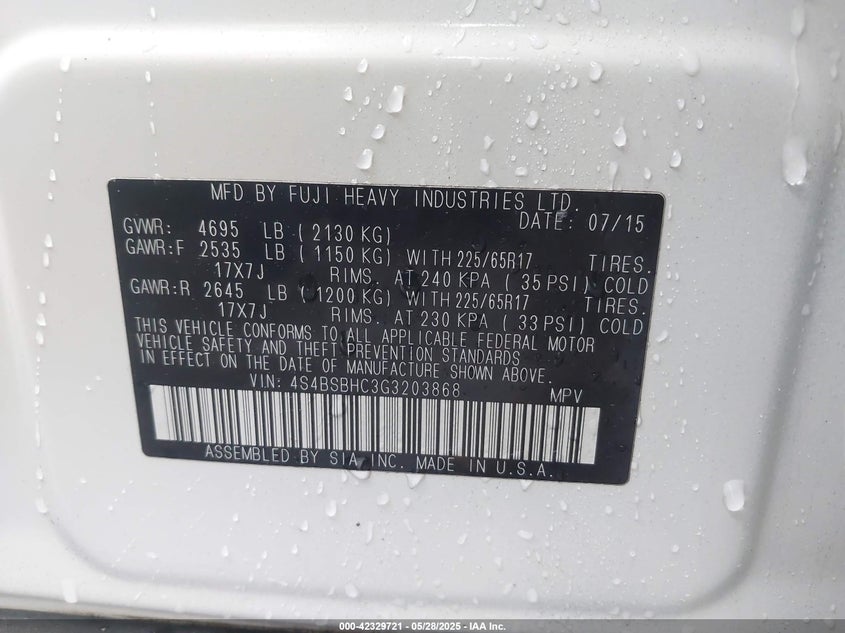 MFD BY FUJI HEAVY INDUSTRIES LTD.
DATE: 07/15
GVWR: 4695 LB ( 2130 KG)
GAWR:F 2535 LB ( 1150 KG) WITH 225/65R17 TIRES.
17X7J RIMS. AT 240 KPA ( 35 PSI) COLD
GAWR:R 2645 LB ( 1200 KG) WITH 225/65R17 TIRES.
17X7J RIMS. AT 230 KPA ( 33 PSI) COLD
THIS VEHICLE CONFORMS TO ALL APPLICABLE FEDERAL MOTOR
VEHICLE SAFETY AND THEFT PREVENTION STANDARDS
IN EFFECT ON THE DATE OF MANUFACTURE SHOWN ABOVE.
VIN: 4S4BSBHC3G3203868 MPV
ASSEMBLED BY SIA, INC. MADE IN U.S.A.
000-42329721 — 05/28/2025 — IAA Inc.